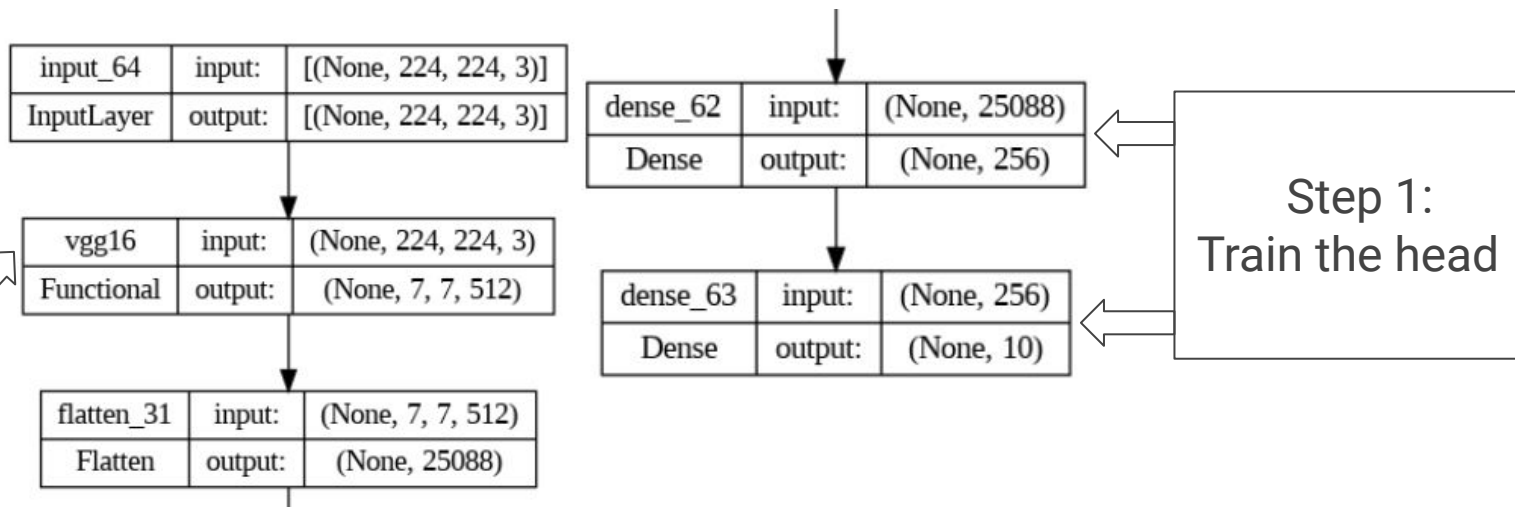 input_64 input: [(None, 224, 224, 3)]
InputLayer output: [(None, 224, 224, 3)]
vgg16 input: (None, 224, 224, 3)
Functional output: (None, 7, 7, 512)
flatten_31 input: (None, 7, 7, 512)
Flatten output: (None, 25088)
dense_62 input: (None, 25088)
Dense output: (None, 256)
dense_63 input: (None, 256)
Dense output: (None, 10)
Step 1:
Train the head